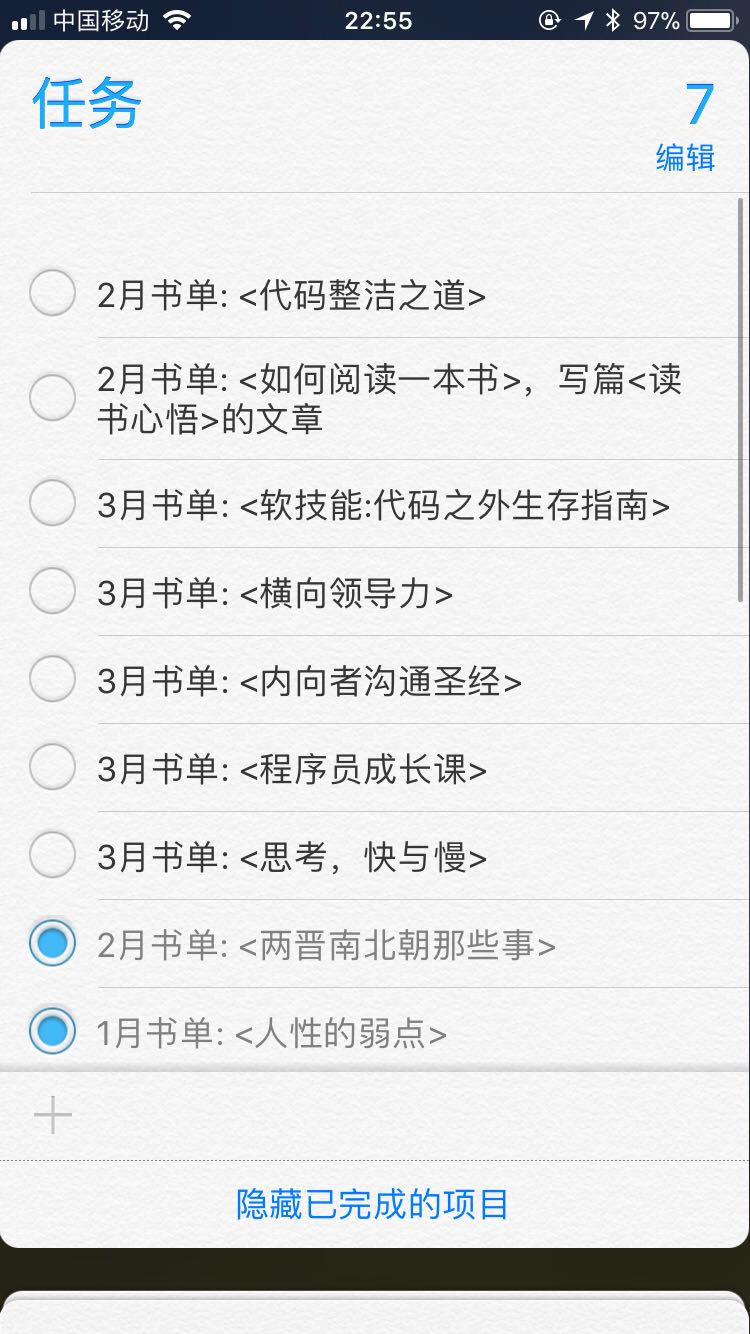 中国移动 22:55 97%
任务 7
编辑
2月书单: <代码整洁之道>
2月书单: <如何阅读一本书>，写篇<读
书心悟>的文章
3月书单: <软技能:代码之外生存指南>
3月书单: <横向领导力>
3月书单: <内向者沟通圣经>
3月书单: <程序员成长课>
3月书单: <思考，快与慢>
2月书单: <两晋南北朝那些事>
1月书单: <人性的弱点>
隐藏已完成的项目